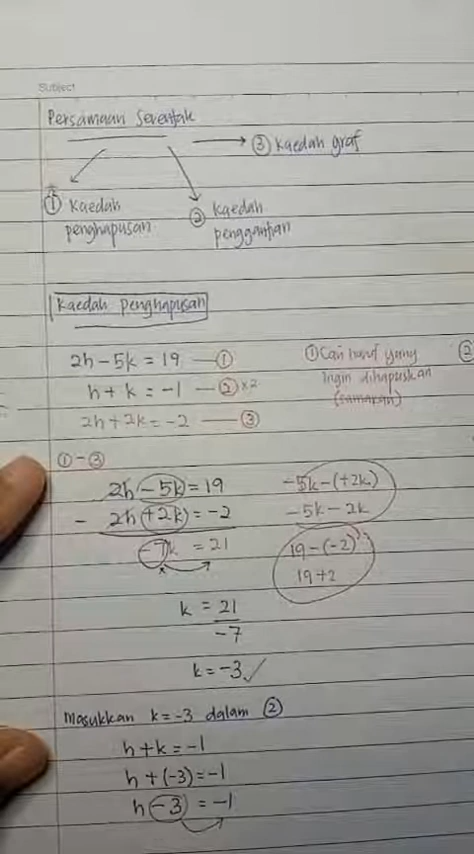 Subject
Persamaan Serentak
③ Kaedah graf
① Kaedah penghapusan
② Kaedah penggantian
Kaedah Penghapusan
2h - 5k = 19 — ①
h + k = -1 — ② ×2
2h + 2k = -2 — ③
① Cari huruf yang
ingin dihapuskan
(samakan)
②
① - ③
2h - 5k = 19
- 2h + 2k = -2
-7k = 21
-5k - (+2k)
-5k - 2k
19 - (-2)
19 + 2
k = 21
-7
k = -3 ✓
Masukkan k = -3 dalam ②
h + k = -1
h + (-3) = -1
h - 3 = -1